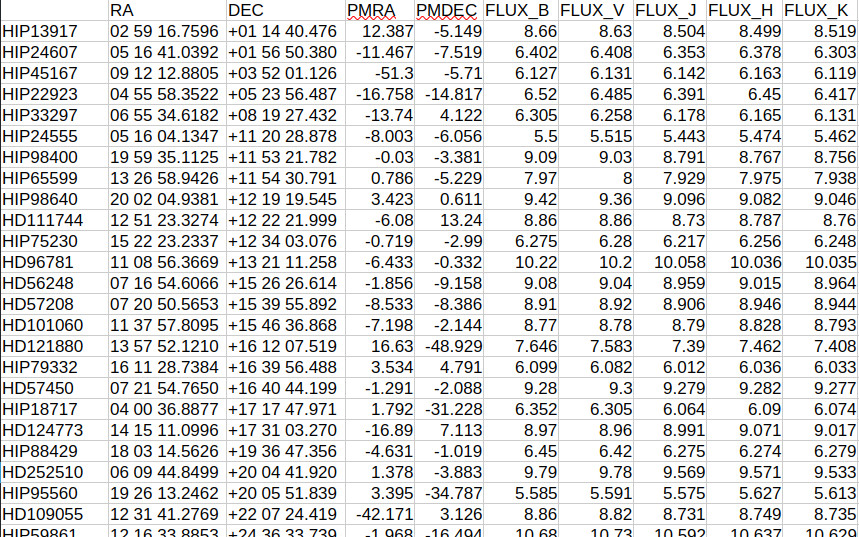 RA DEC PMRA PMDEC FLUX_B FLUX_V FLUX_J FLUX_H FLUX_K
HIP13917 02 59 16.7596 +01 14 40.476 12.387 -5.149 8.66 8.63 8.504 8.499 8.519
HIP24607 05 16 41.0392 +01 56 50.380 -11.467 -7.519 6.402 6.408 6.353 6.378 6.303
HIP45167 09 12 12.8805 +03 52 01.126 -51.3 -5.71 6.127 6.131 6.142 6.163 6.119
HIP22923 04 55 58.3522 +05 23 56.487 -16.758 -14.817 6.52 6.485 6.391 6.45 6.417
HIP33297 06 55 34.6182 +08 19 27.432 -13.74 4.122 6.305 6.258 6.178 6.165 6.131
HIP24555 05 16 04.1347 +11 20 28.878 -8.003 -6.056 5.5 5.515 5.443 5.474 5.462
HIP98400 19 59 35.1125 +11 53 21.782 -0.03 -3.381 9.09 9.03 8.791 8.767 8.756
HIP65599 13 26 58.9426 +11 54 30.791 0.786 -5.229 7.97 8 7.929 7.975 7.938
HIP98640 20 02 04.9381 +12 19 19.545 3.423 0.611 9.42 9.36 9.096 9.082 9.046
HD111744 12 51 23.3274 +12 22 21.999 -6.08 13.24 8.86 8.86 8.73 8.787 8.76
HIP75230 15 22 23.2337 +12 34 03.076 -0.719 -2.99 6.275 6.28 6.217 6.256 6.248
HD96781 11 08 56.3669 +13 21 11.258 -6.433 -0.332 10.22 10.2 10.058 10.036 10.035
HD56248 07 16 54.6066 +15 26 26.614 -1.856 -9.158 9.08 9.04 8.959 9.015 8.964
HD57208 07 20 50.5653 +15 39 55.892 -8.533 -8.386 8.91 8.92 8.906 8.946 8.944
HD101060 11 37 57.8095 +15 46 36.868 -7.198 -2.144 8.77 8.78 8.79 8.828 8.793
HD121880 13 57 52.1210 +16 12 07.519 16.63 -48.929 7.646 7.583 7.39 7.462 7.408
HIP79332 16 11 28.7384 +16 39 56.488 3.534 4.791 6.099 6.082 6.012 6.036 6.033
HD57450 07 21 54.7650 +16 40 44.199 -1.291 -2.088 9.28 9.3 9.279 9.282 9.277
HIP18717 04 00 36.8877 +17 17 47.971 1.792 -31.228 6.352 6.305 6.064 6.09 6.074
HD124773 14 15 11.0996 +17 31 03.270 -16.89 7.113 8.97 8.96 8.991 9.071 9.017
HIP88429 18 03 14.5626 +19 36 47.356 -4.631 -1.019 6.45 6.42 6.275 6.274 6.279
HD252510 06 09 44.8499 +20 04 41.920 1.378 -3.883 9.79 9.78 9.569 9.571 9.533
HIP95560 19 26 13.2462 +20 05 51.839 3.395 -34.787 5.585 5.591 5.575 5.627 5.613
HD109055 12 31 41.2769 +22 07 24.419 -42.171 3.126 8.86 8.82 8.731 8.749 8.735
HIP59861 12 16 33.8853 +24 36 33.739 -1.968 -16.494 10.68 10.73 10.592 10.637 10.629